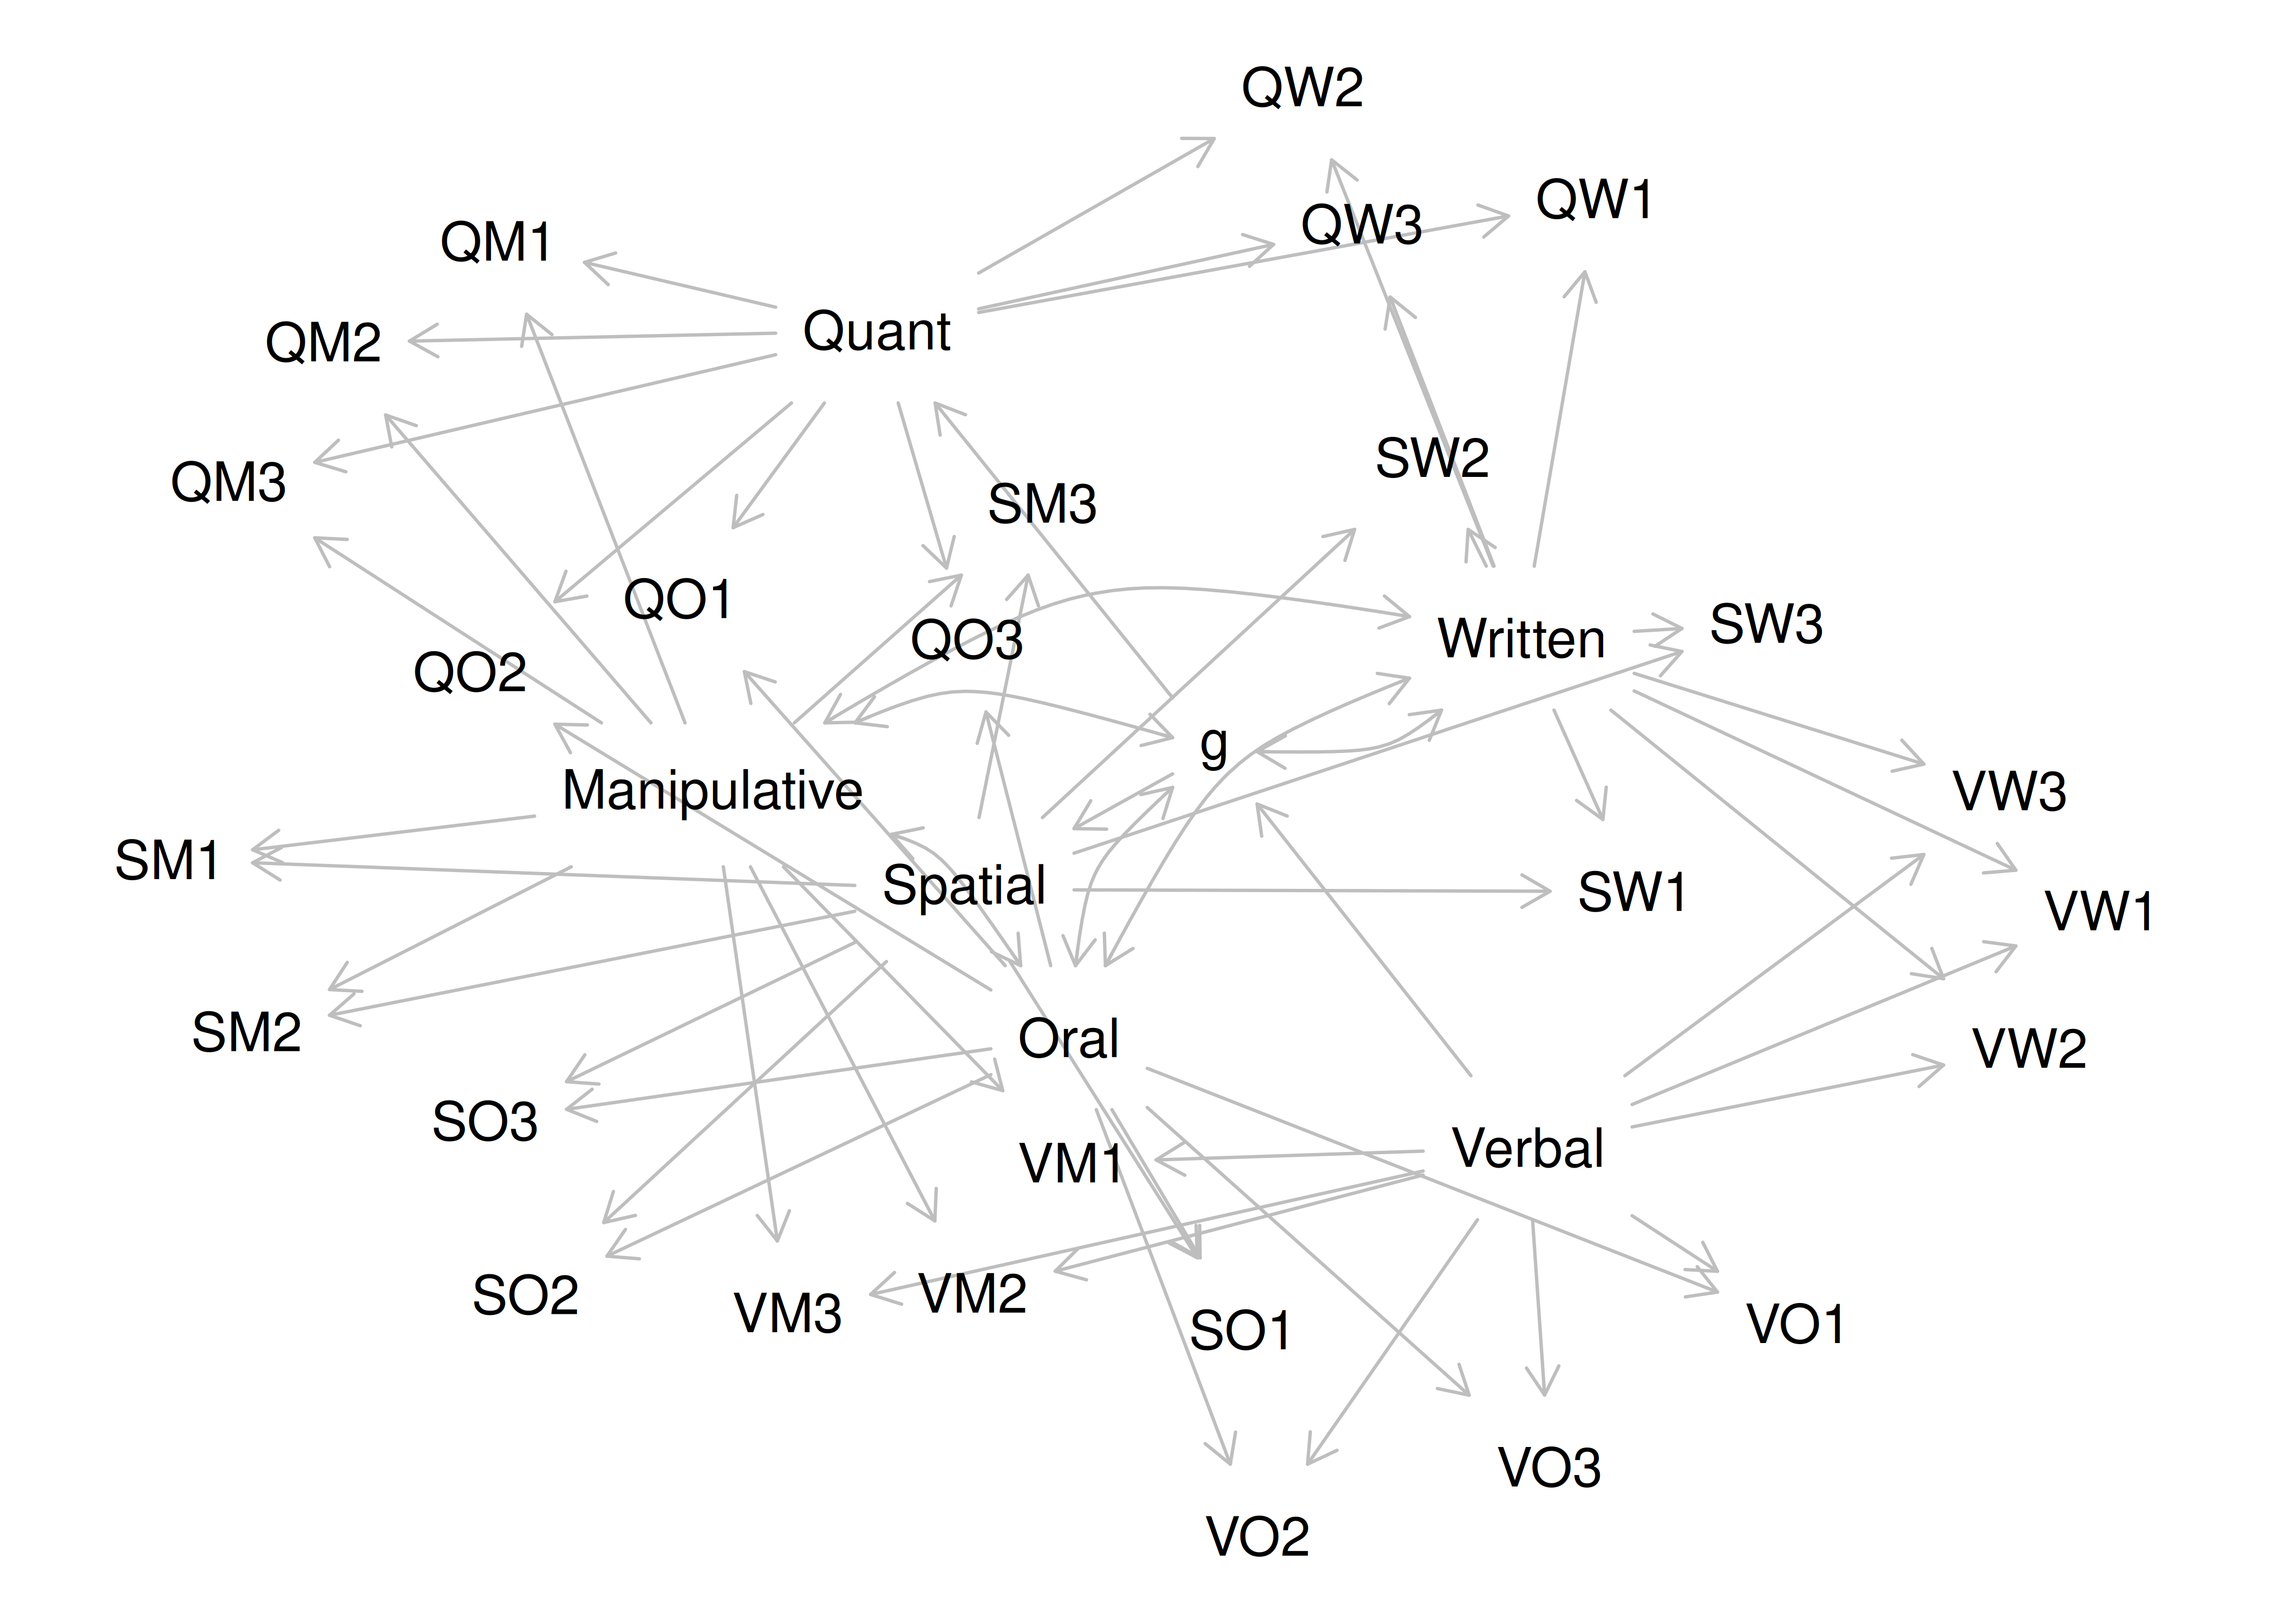 QW2
QW1
QW3
QM1
Quant
QM2
SW2
QM3
SM3
QO1
SW3
Written
QO3
QO2
g
Manipulative
VW3
SM1
Spatial
SW1
VW1
SM2
Oral
VW2
SO3
Verbal
VM1
SO2
VM2
VM3
VO1
SO1
VO3
VO2